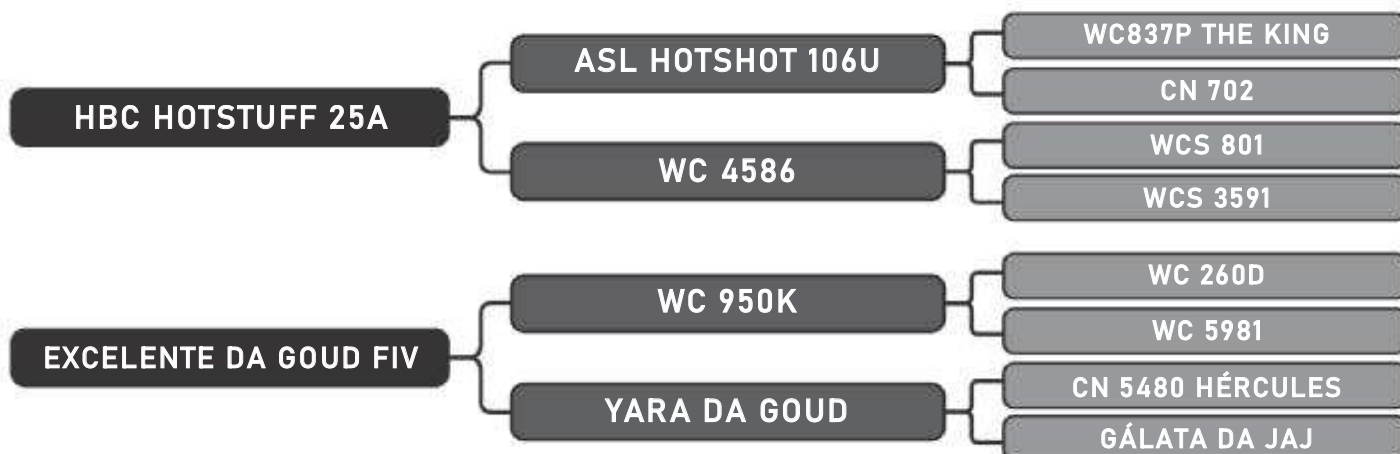 HBC HOTSTUFF 25A
ASL HOTSHOT 106U
WC837P THE KING
CN 702
WC 4586
WCS 801
WCS 3591
EXCELENTE DA GOUD FIV
WC 950K
WC 260D
WC 5981
YARA DA GOUD
CN 5480 HÉRCULES
GÁLATA DA JAJ